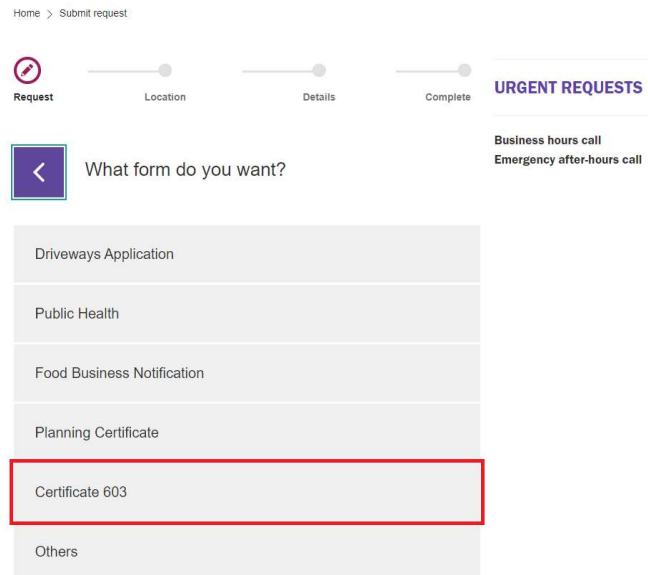 Home > Submit request
Request Location Details Complete
URGENT REQUESTS
Business hours call
Emergency after-hours call
What form do you want?
Driveways Application
Public Health
Food Business Notification
Planning Certificate
Certificate 603
Others